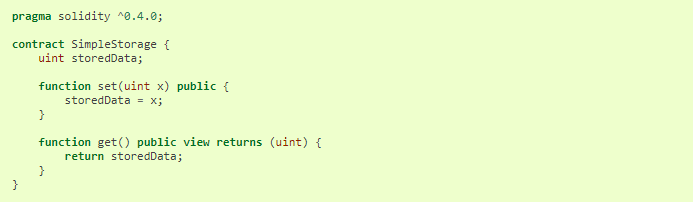 pragma solidity ^0.4.0;

contract SimpleStorage {
    uint storedData;

    function set(uint x) public {
        storedData = x;
    }

    function get() public view returns (uint) {
        return storedData;
    }
}